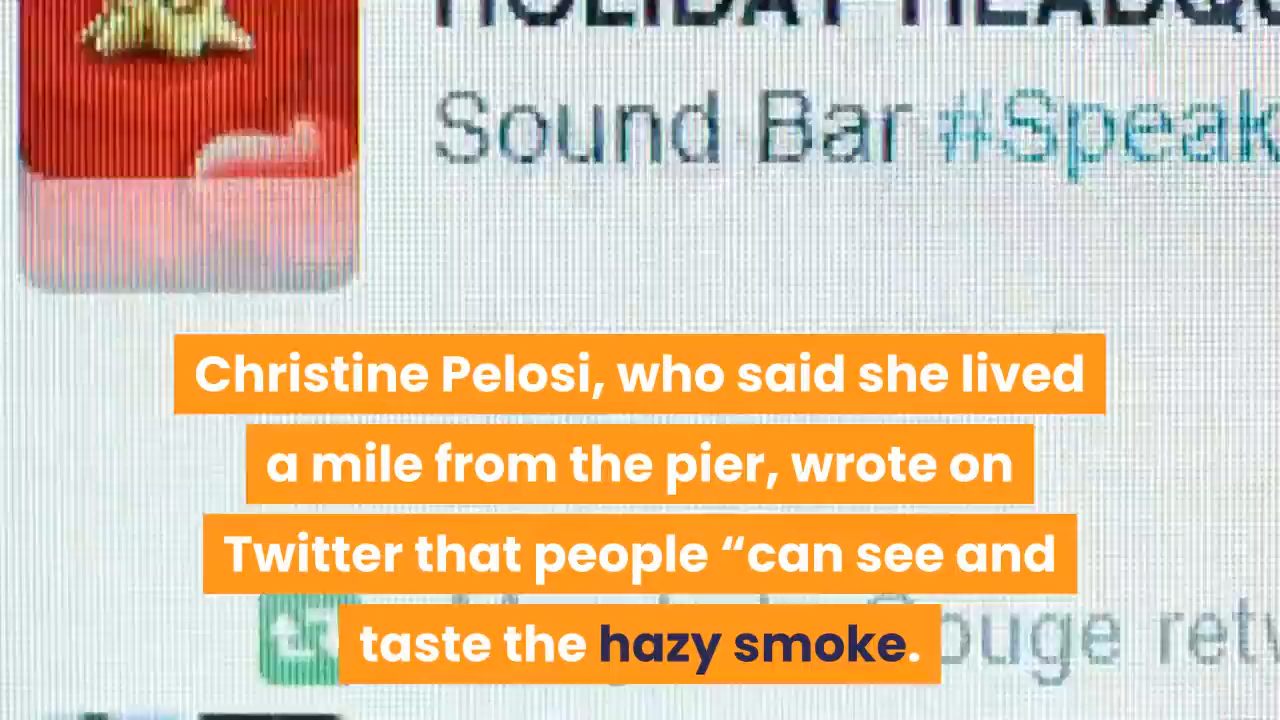 Sound Bar #Speak
Christine Pelosi, who said she lived
a mile from the pier, wrote on
Twitter that people “can see and
taste the hazy smoke.